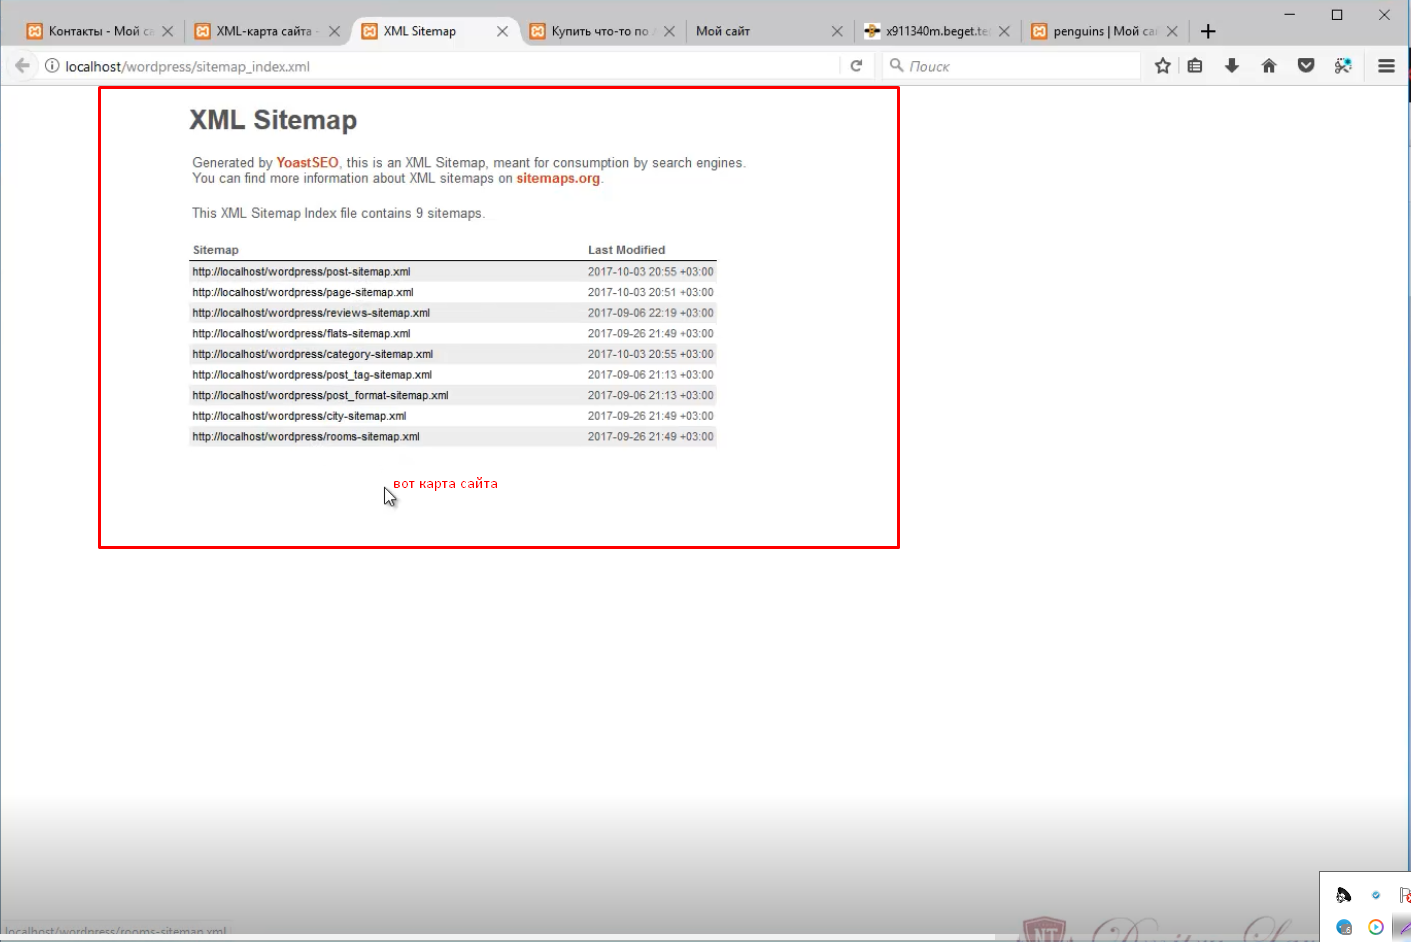 Контакты - Мой са
XML-карта сайта -
XML Sitemap
Купить что-то по
Мой сайт
x911340m.beget.te
penguins | Мой сай
localhost/wordpress/sitemap_index.xml
Поиск
XML Sitemap
Generated by YoastSEO, this is an XML Sitemap, meant for consumption by search engines.
You can find more information about XML sitemaps on sitemaps.org.
This XML Sitemap Index file contains 9 sitemaps.
Sitemap Last Modified
http://localhost/wordpress/post-sitemap.xml 2017-10-03 20:55 +03:00
http://localhost/wordpress/page-sitemap.xml 2017-10-03 20:51 +03:00
http://localhost/wordpress/reviews-sitemap.xml 2017-09-06 22:19 +03:00
http://localhost/wordpress/flats-sitemap.xml 2017-09-26 21:49 +03:00
http://localhost/wordpress/category-sitemap.xml 2017-10-03 20:55 +03:00
http://localhost/wordpress/post_tag-sitemap.xml 2017-09-06 21:13 +03:00
http://localhost/wordpress/post_format-sitemap.xml 2017-09-06 21:13 +03:00
http://localhost/wordpress/city-sitemap.xml 2017-09-26 21:49 +03:00
http://localhost/wordpress/rooms-sitemap.xml 2017-09-26 21:49 +03:00
вот карта сайта
localhost/wordpress/rooms-sitemap.xml
NT